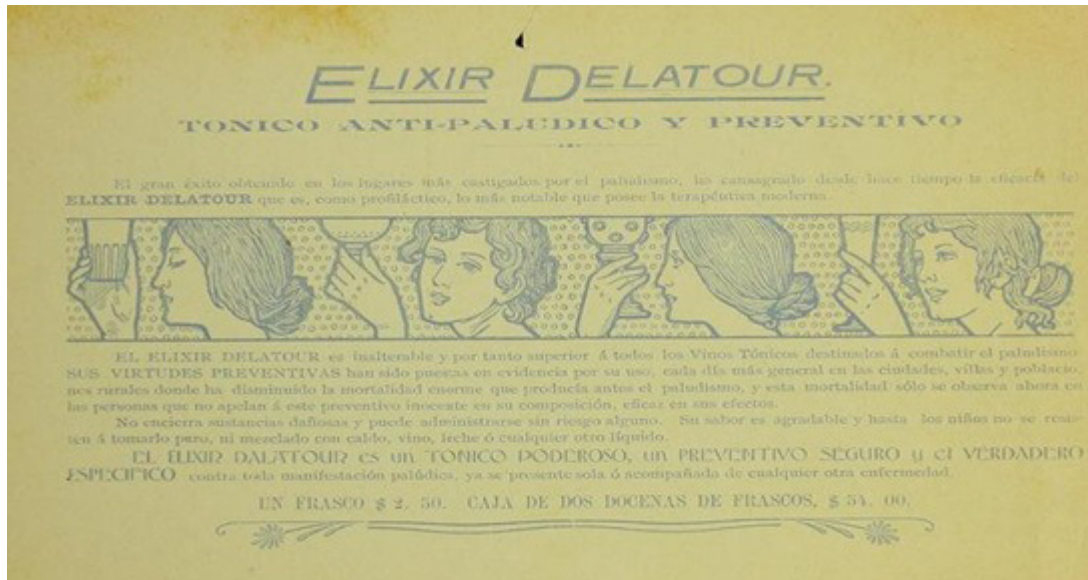 ELIXIR DELATOUR.
TONICO ANTI-PALUDICO Y PREVENTIVO
El gran éxito obtenido en los lugares más castigados por el paludismo, ha consagrado desde hace tiempo la eficacia del
ELIXIR DELATOUR que es, como profiláctico, lo más notable que posee la terapéutica moderna
EL ELIXIR DELATOUR es inalterable y por tanto superior á todos los Vinos Tónicos destinados á combatir el paludismo
SUS VIRTUDES PREVENTIVAS han sido puestas en evidencia por su uso, cada día más general en las ciudades, villas y poblacio
nes rurales donde ha disminuido la mortalidad enorme que producía antes el paludismo, y esta mortalidad sólo se observa ahora en
las personas que no apelan á este preventivo inocente en su composición, eficaz en sus efectos.
No encierra sustancias dañosas y puede administrarse sin riesgo alguno. Su sabor es agradable y hasta los niños no se resis
ten á tomarlo puro, ni mezclado con caldo, vino, leche ó cualquier otro líquido.
EL ELIXIR DALATOUR es un TONICO PODEROSO, un PREVENTIVO SEGURO y el VERDADERO
ESPECIFICO contra toda manifestación palúdica, ya se presente sola ó acompañada de cualquier otra enfermedad.
UN FRASCO $ 2. 50. CAJA DE DOS DOCENAS DE FRASCOS, $ 54. 00.